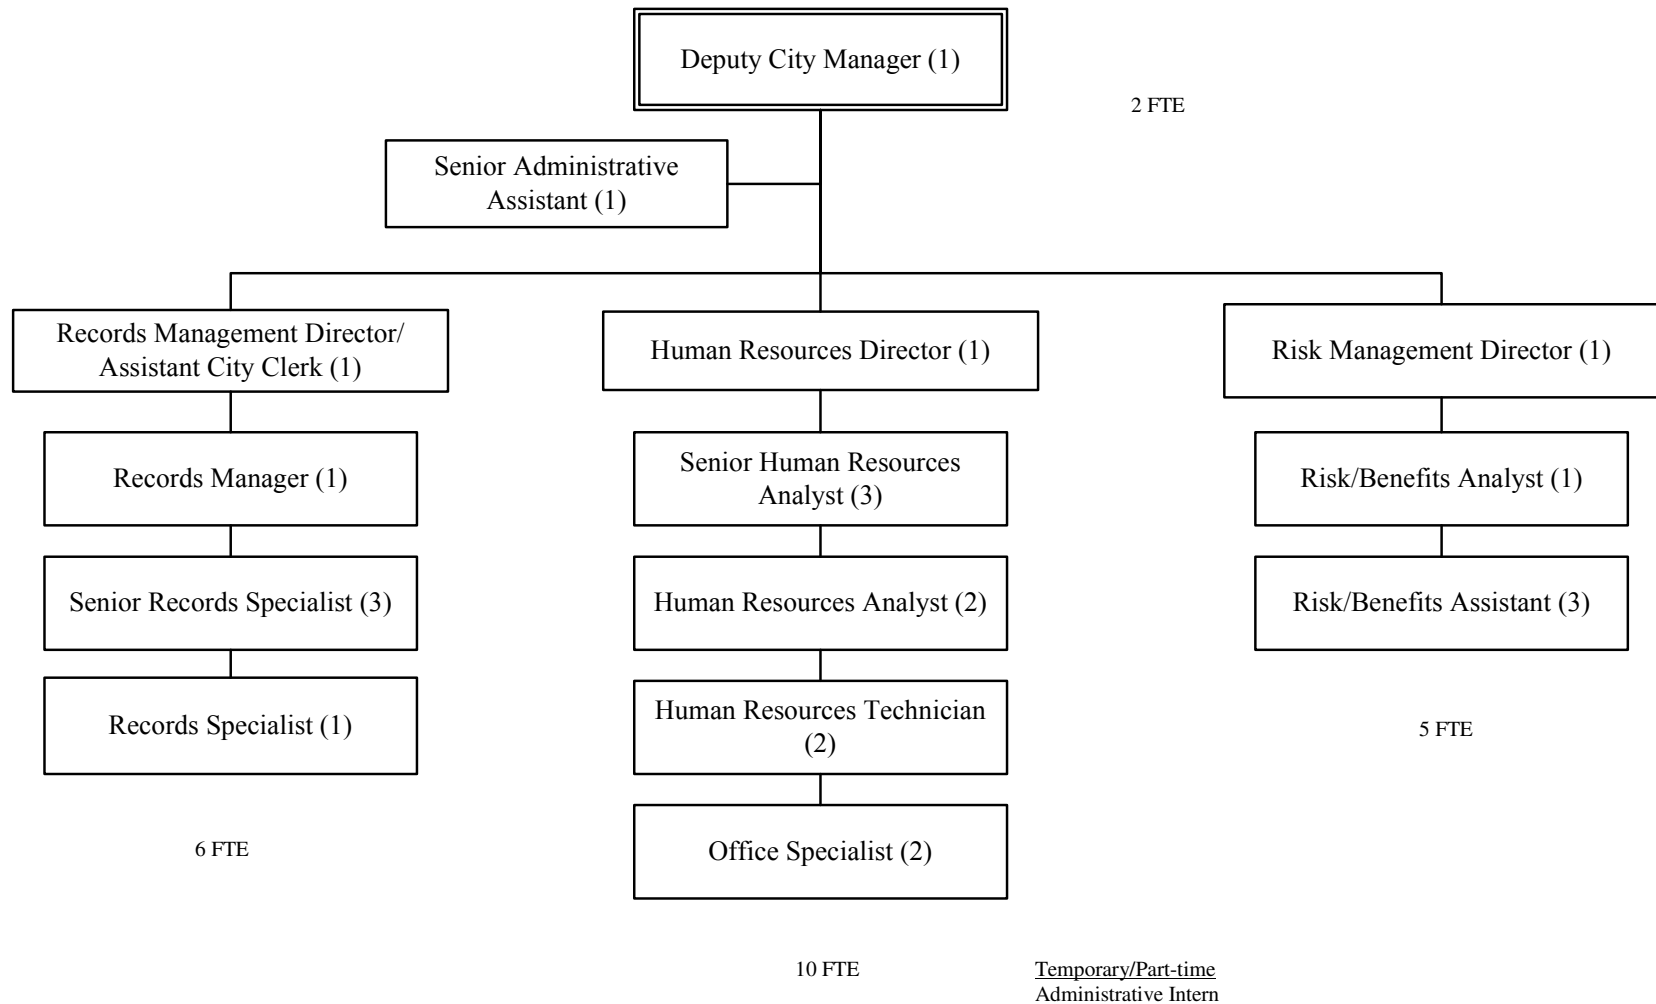 Deputy City Manager (1)
2 FTE
Senior Administrative
Assistant (1)
Records Management Director/
Assistant City Clerk (1)
Human Resources Director (1)
Risk Management Director (1)
Records Manager (1)
Senior Human Resources
Analyst (3)
Risk/Benefits Analyst (1)
Senior Records Specialist (3)
Human Resources Analyst (2)
Risk/Benefits Assistant (3)
Records Specialist (1)
Human Resources Technician
(2)
5 FTE
6 FTE
Office Specialist (2)
10 FTE
Temporary/Part-time
Administrative Intern